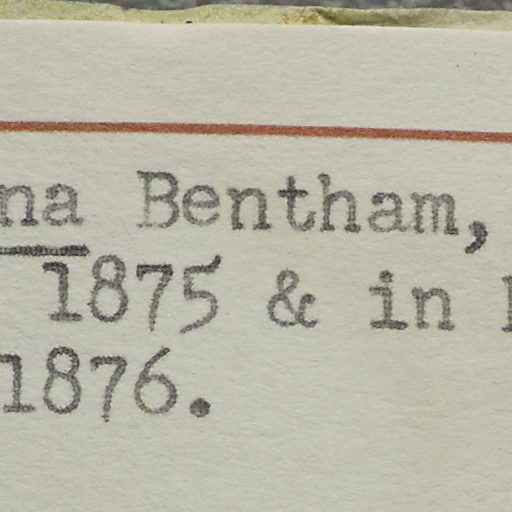 na Bentham,
1875 & in
1876.